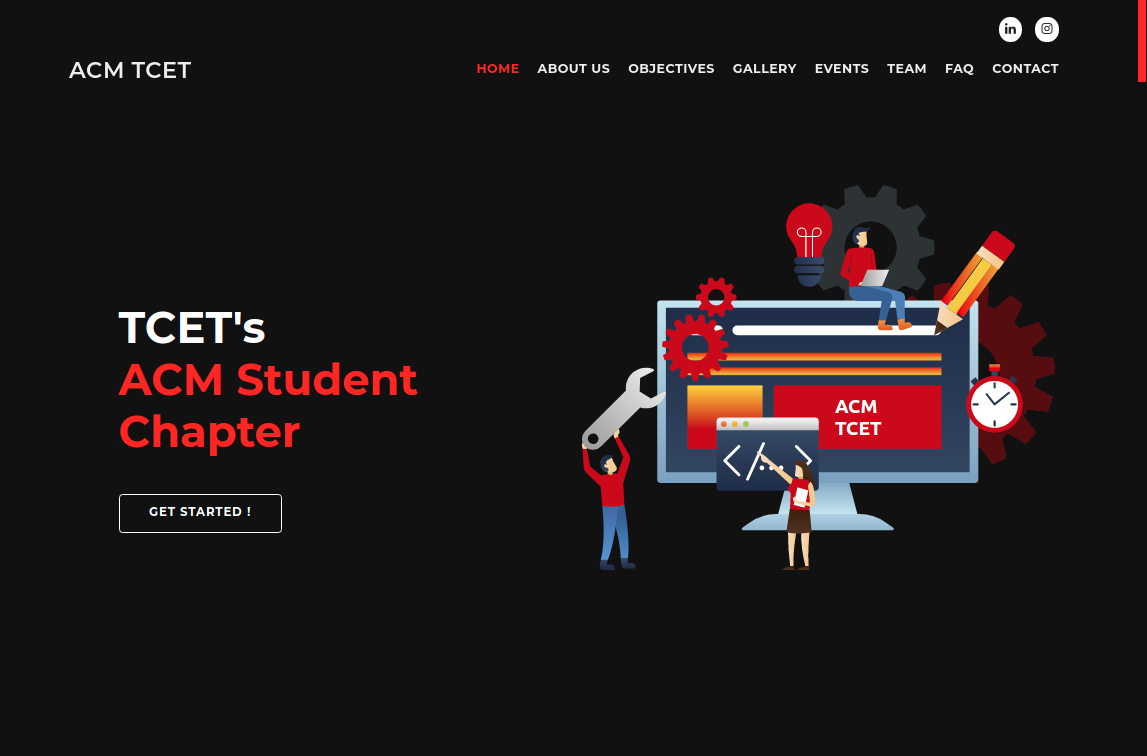 ACM TCET
HOME ABOUT US OBJECTIVES GALLERY EVENTS TEAM FAQ CONTACT
TCET's
ACM Student
Chapter
GET STARTED !
ACM
TCET